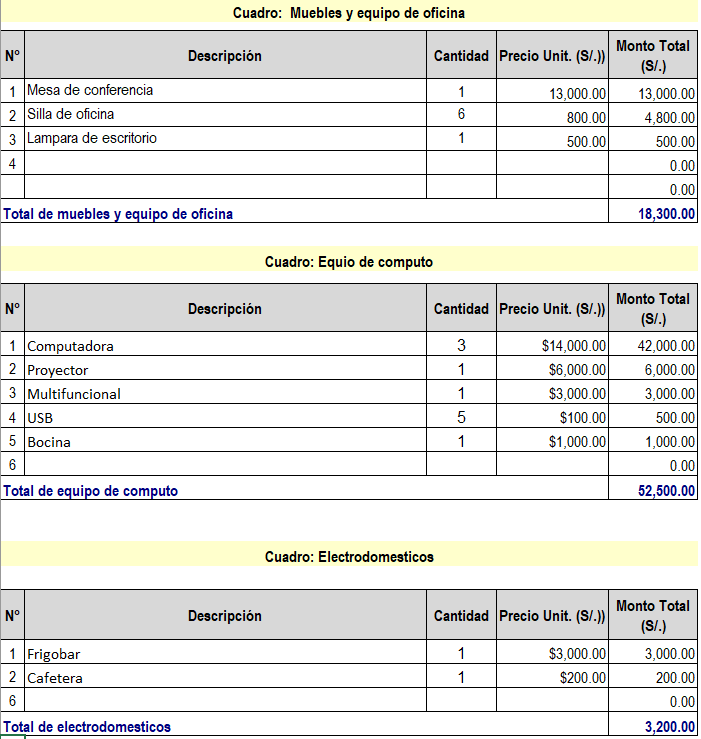 Cuadro:  Muebles y equipo de oficina
N° Descripción Cantidad Precio Unit. (S/.)) Monto Total (S/.)
1 Mesa de conferencia 1 13,000.00 13,000.00
2 Silla de oficina 6 800.00 4,800.00
3 Lampara de escritorio 1 500.00 500.00
4 0.00
0.00
Total de muebles y equipo de oficina 18,300.00
Cuadro: Equio de computo
N° Descripción Cantidad Precio Unit. (S/.)) Monto Total (S/.)
1 Computadora 3 $14,000.00 42,000.00
2 Proyector 1 $6,000.00 6,000.00
3 Multifuncional 1 $3,000.00 3,000.00
4 USB 5 $100.00 500.00
5 Bocina 1 $1,000.00 1,000.00
6 0.00
Total de equipo de computo 52,500.00
Cuadro: Electrodomesticos
N° Descripción Cantidad Precio Unit. (S/.)) Monto Total (S/.)
1 Frigobar 1 $3,000.00 3,000.00
2 Cafetera 1 $200.00 200.00
6 0.00
Total de electrodomesticos 3,200.00